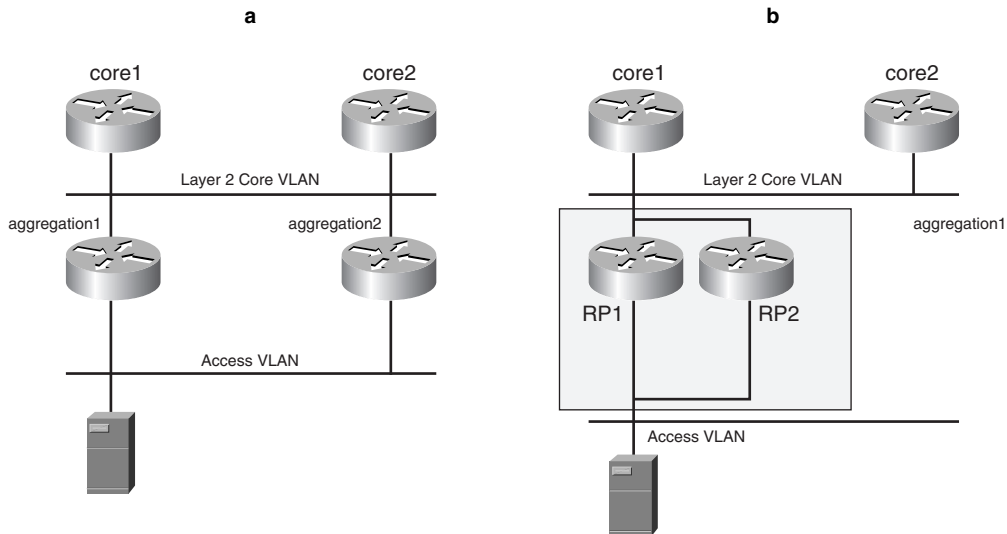 a
core1
core2
Layer 2 Core VLAN
aggregation1
aggregation2
Access VLAN
b
core1
core2
Layer 2 Core VLAN
aggregation1
RP1
RP2
Access VLAN